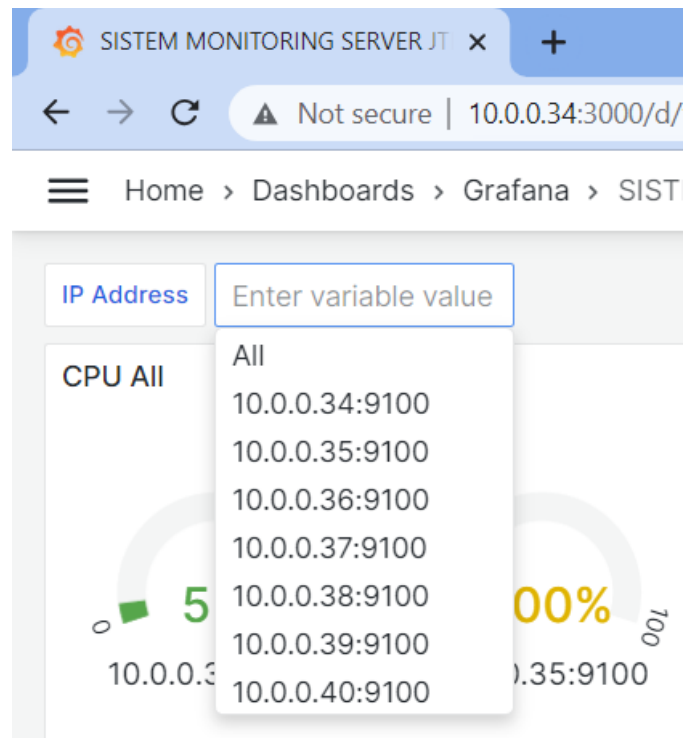 SISTEM MONITORING SERVER JT
Not secure | 10.0.0.34:3000/d/
Home › Dashboards › Grafana › SIST
IP Address Enter variable value
CPU All
All
10.0.0.34:9100
10.0.0.35:9100
10.0.0.36:9100
10.0.0.37:9100
10.0.0.38:9100
10.0.0.39:9100
10.0.0.40:9100
0 5
00% 100
10.0.0.3
.35:9100